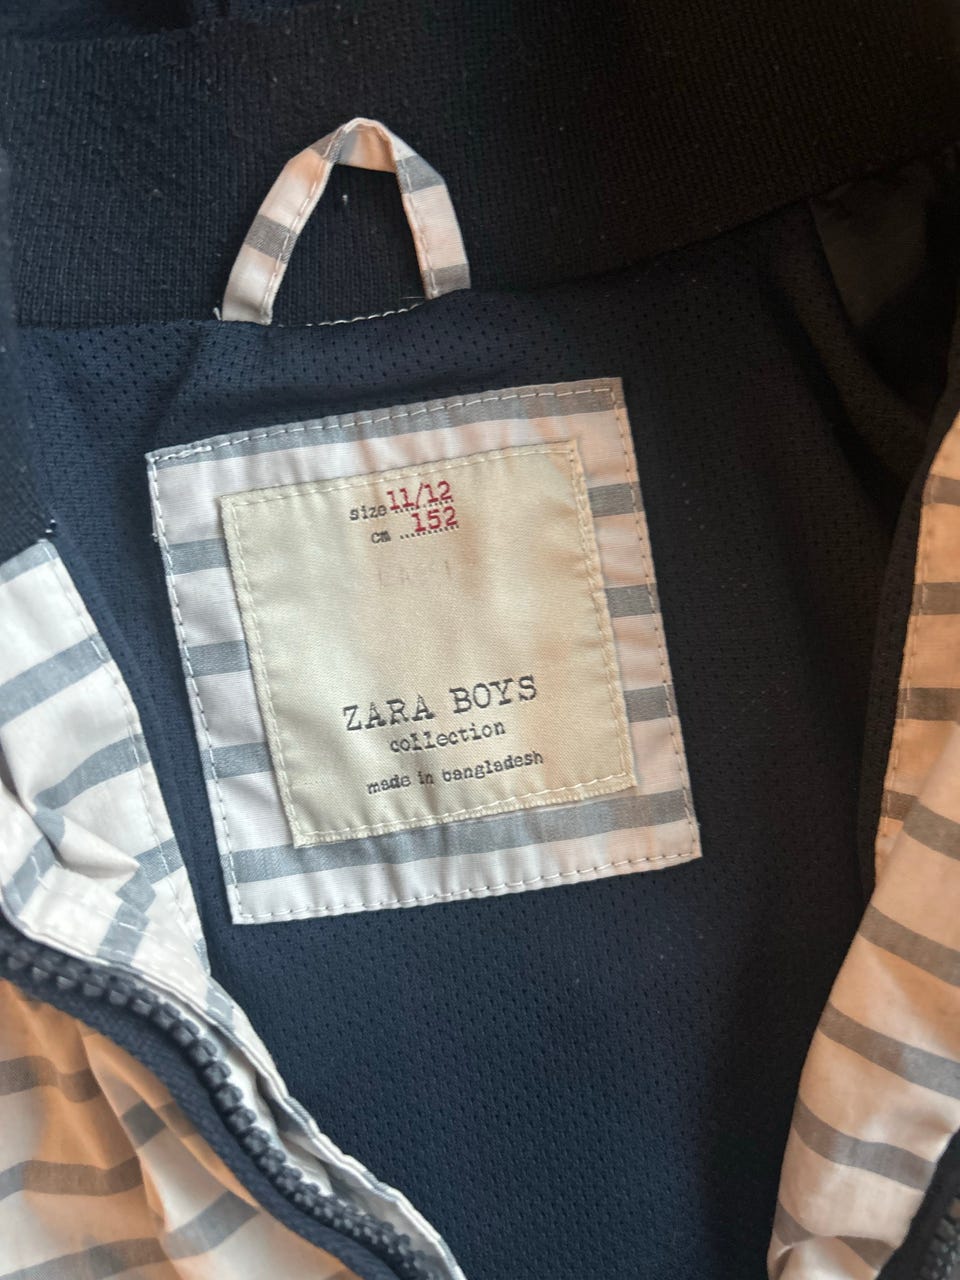 size 11/12
cm 152
ZARA BOYS
collection
made in bangladesh